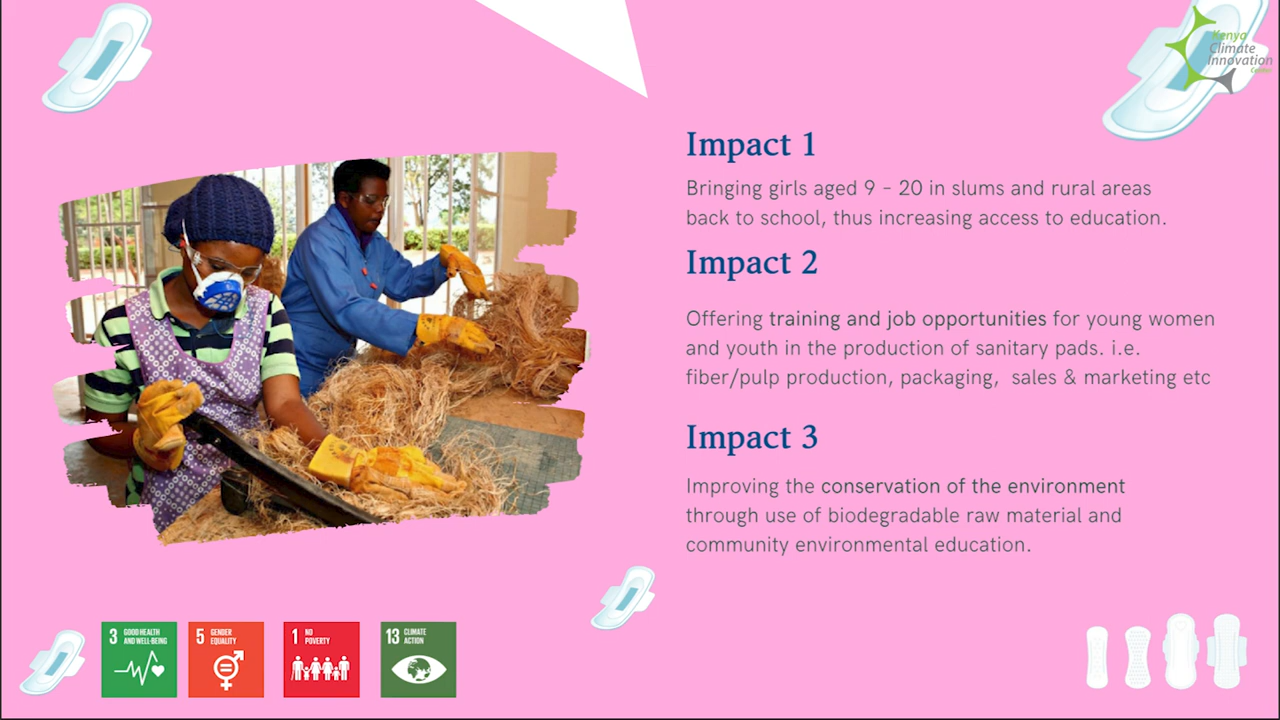 Kenya
Climate
Innovation
Center
Impact 1
Bringing girls aged 9 – 20 in slums and rural areas
back to school, thus increasing access to education.
Impact 2
Offering training and job opportunities for young women
and youth in the production of sanitary pads. i.e.
fiber/pulp production, packaging, sales & marketing etc
Impact 3
Improving the conservation of the environment
through use of biodegradable raw material and
community environmental education.
3 GOOD HEALTH
AND WELL-BEING
5 GENDER
EQUALITY
1 NO
POVERTY
13 CLIMATE
ACTION